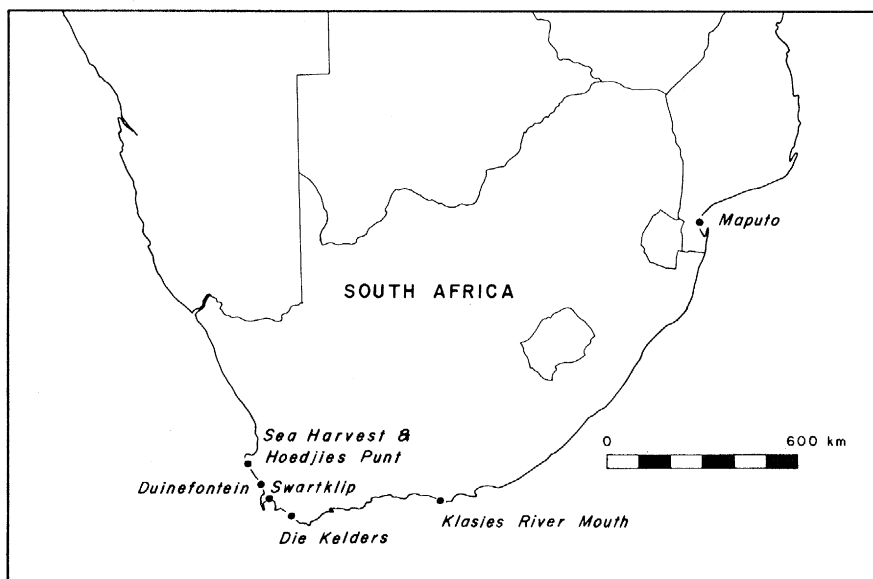 Maputo
SOUTH AFRICA
Sea Harvest &
Hoedjies Punt
0 600 km
Duinefontein
Swartklip
Klasies River Mouth
Die Kelders